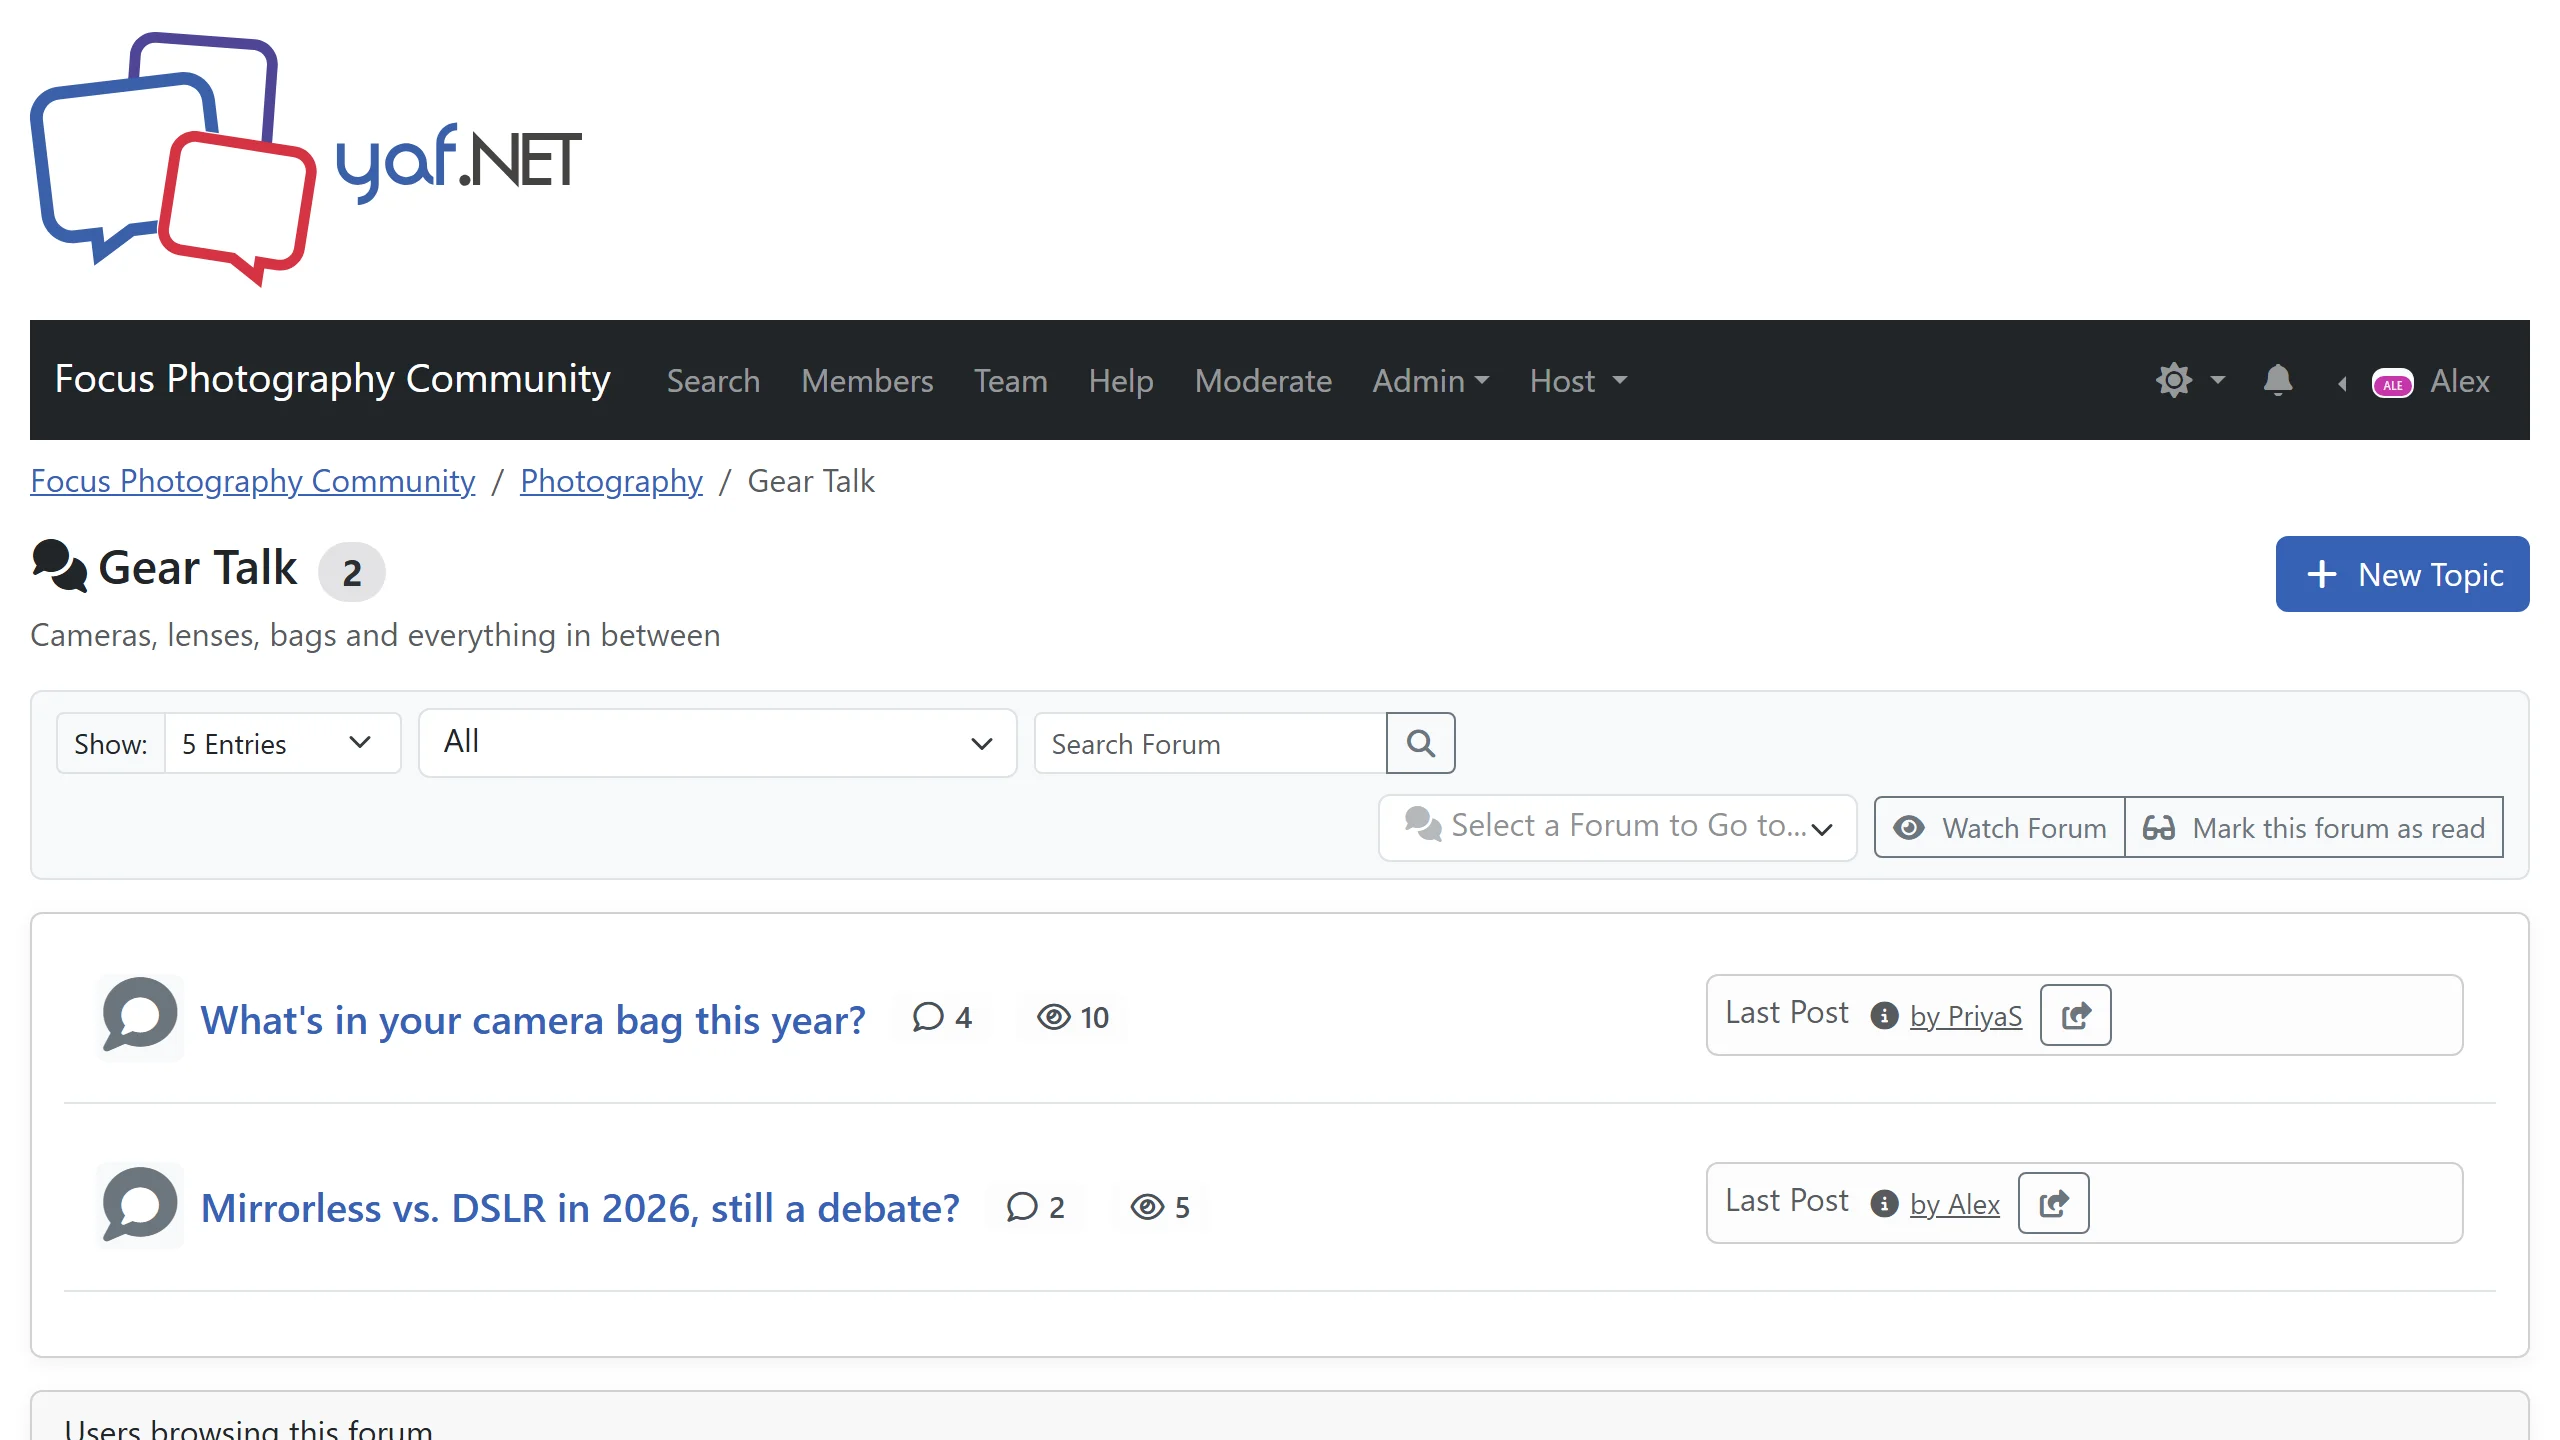 yaf.NET
Focus Photography Community Search Members Team Help Moderate Admin Host ALE Alex
Focus Photography Community / Photography / Gear Talk
Gear Talk 2
New Topic
Cameras, lenses, bags and everything in between
Show: 5 Entries All Search Forum
Select a Forum to Go to... Watch Forum Mark this forum as read
What's in your camera bag this year? 4 10 Last Post by PriyaS
Mirrorless vs. DSLR in 2026, still a debate? 2 5 Last Post by Alex
Users browsing this forum